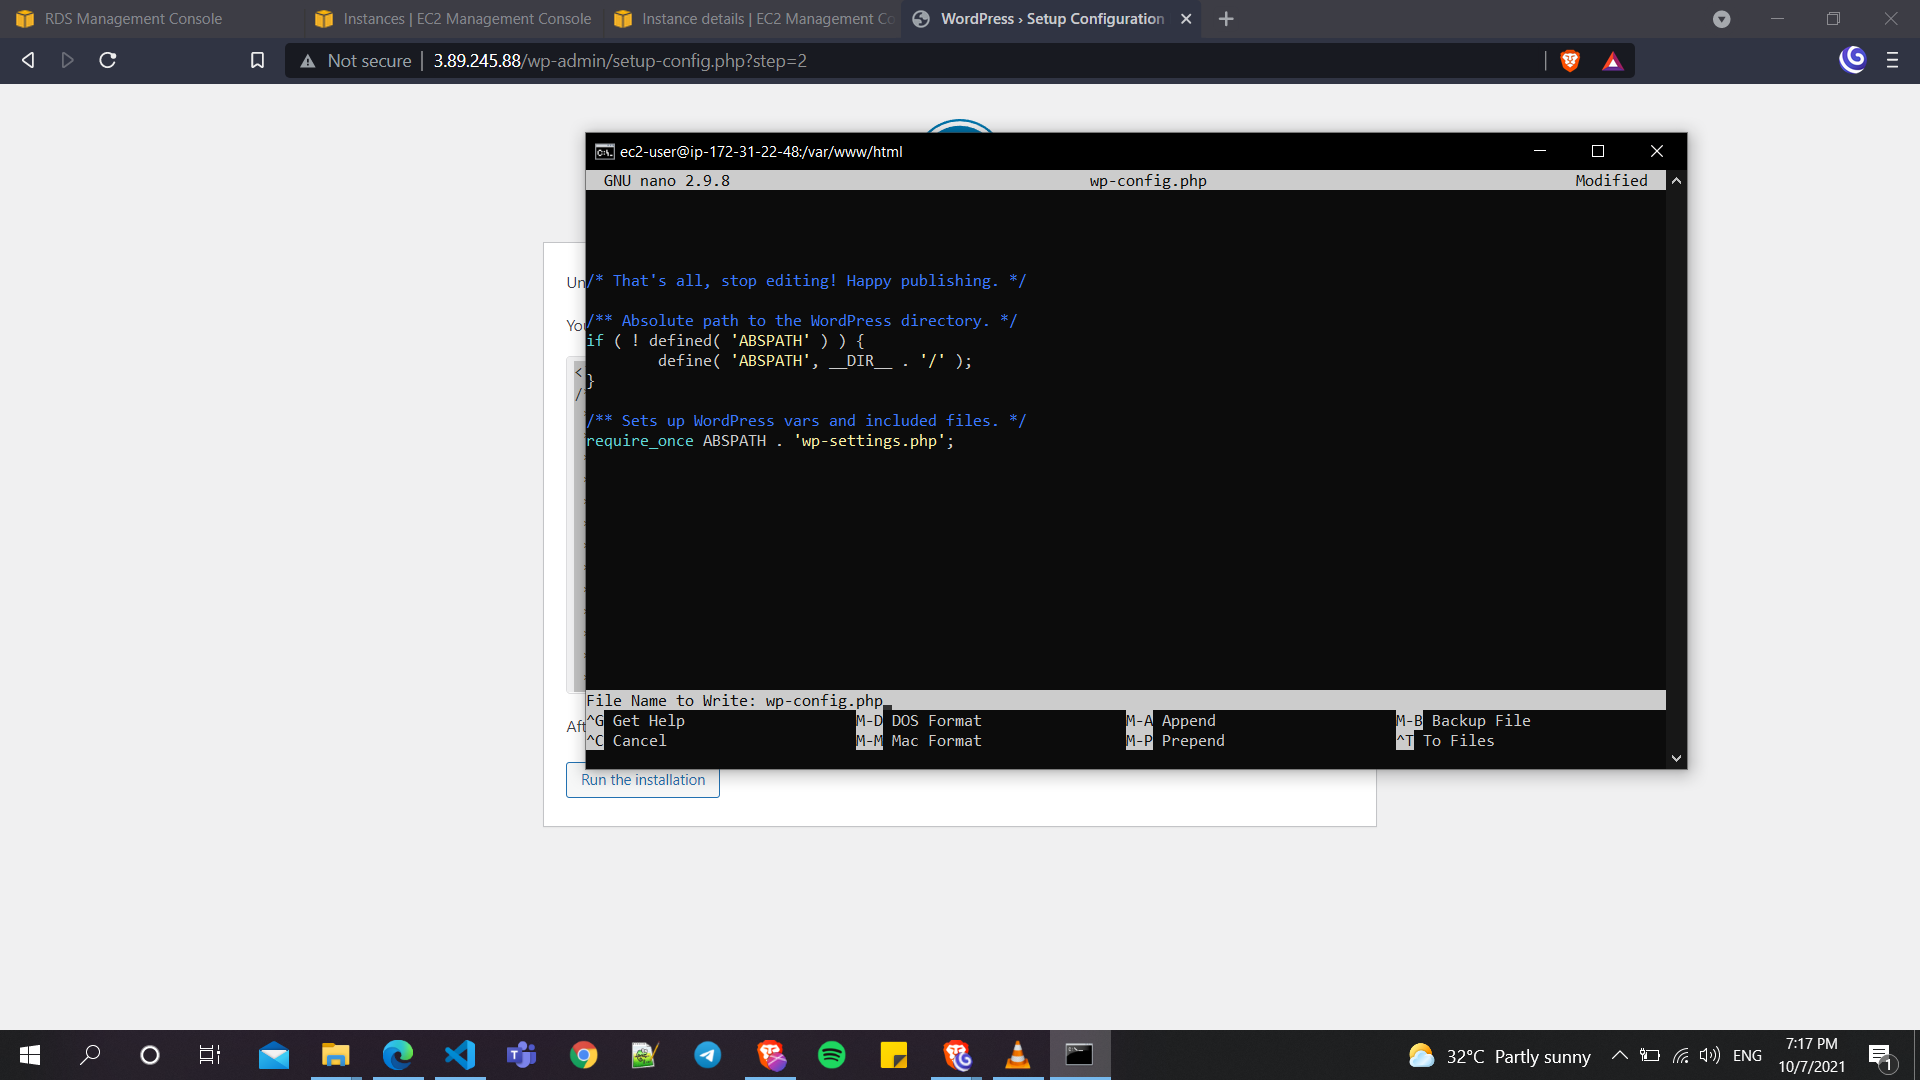 RDS Management Console
Instances | EC2 Management Console
Instance details | EC2 Management Co
WordPress › Setup Configuration
Not secure
3.89.245.88/wp-admin/setup-config.php?step=2
ec2-user@ip-172-31-22-48:/var/www/html
GNU nano 2.9.8
wp-config.php
Modified
/* That's all, stop editing! Happy publishing. */
/** Absolute path to the WordPress directory. */
if ( ! defined( 'ABSPATH' ) ) {
define( 'ABSPATH', __DIR__ . '/' );
}
/** Sets up WordPress vars and included files. */
require_once ABSPATH . 'wp-settings.php';
File Name to Write: wp-config.php
^G Get Help
M-D DOS Format
M-A Append
M-B Backup File
^C Cancel
M-M Mac Format
M-P Prepend
^T To Files
Un
You
<
/*
Aft
Run the installation
32°C Partly sunny
ENG
7:17 PM
10/7/2021
1